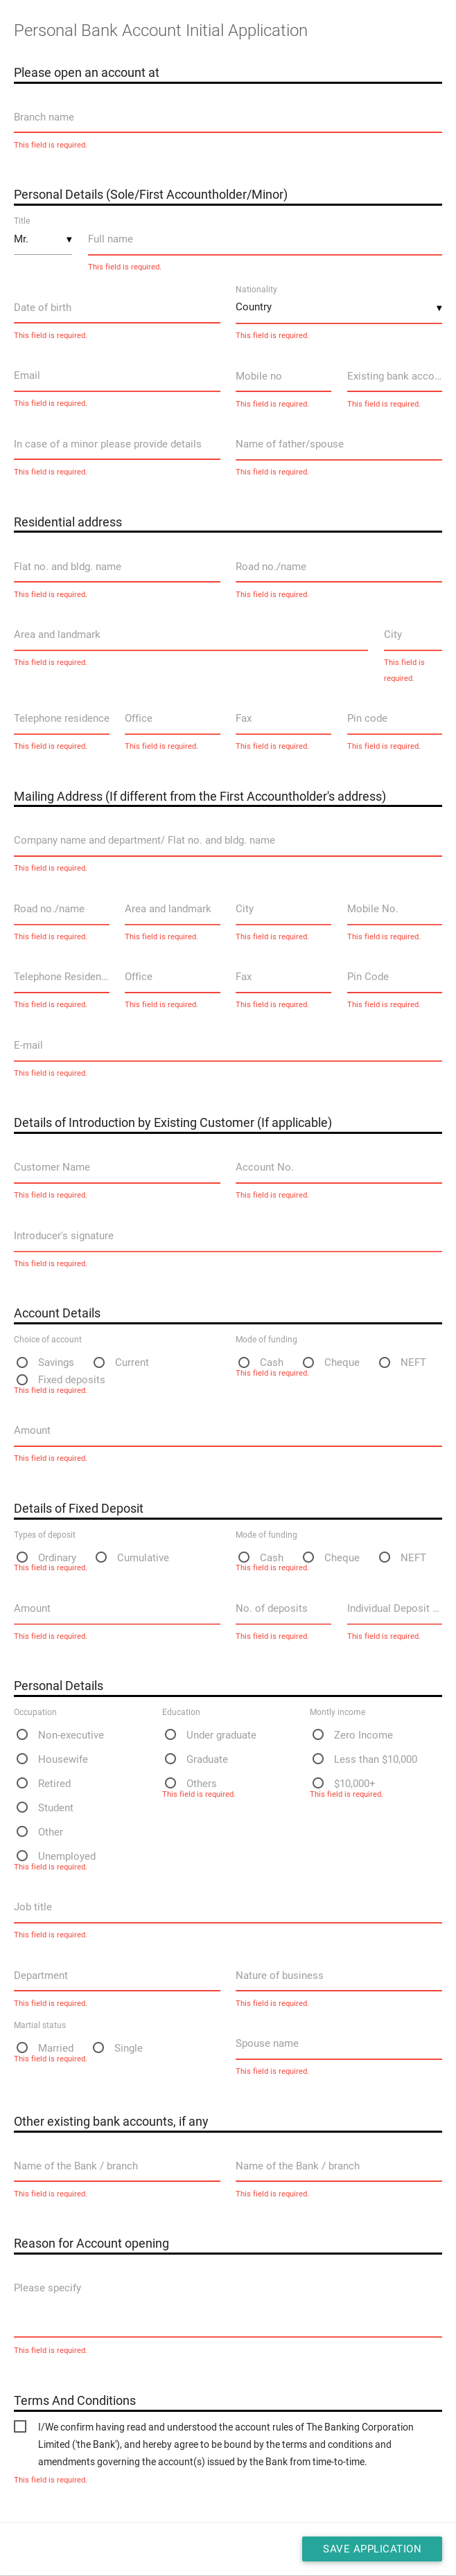 Personal Bank Account Initial Application
Please open an account at
Branch name
This field is required.
Personal Details (Sole/First Accountholder/Minor)
Title
Mr. ▼ Full name
This field is required.
Nationality
Date of birth Country ▼
This field is required. This field is required.
Email Mobile no Existing bank acco...
This field is required. This field is required. This field is required.
In case of a minor please provide details Name of father/spouse
This field is required. This field is required.
Residential address
Flat no. and bldg. name Road no./name
This field is required. This field is required.
Area and landmark City
This field is required. This field is
required.
Telephone residence Office Fax Pin code
This field is required. This field is required. This field is required. This field is required.
Mailing Address (If different from the First Accountholder's address)
Company name and department/ Flat no. and bldg. name
This field is required.
Road no./name Area and landmark City Mobile No.
This field is required. This field is required. This field is required. This field is required.
Telephone Residen... Office Fax Pin Code
This field is required. This field is required. This field is required. This field is required.
E-mail
This field is required.
Details of Introduction by Existing Customer (If applicable)
Customer Name Account No.
This field is required. This field is required.
Introducer's signature
This field is required.
Account Details
Choice of account Mode of funding
Savings Current Cash Cheque NEFT
This field is required.
Fixed deposits
This field is required.
Amount
This field is required.
Details of Fixed Deposit
Types of deposit Mode of funding
Ordinary Cumulative Cash Cheque NEFT
This field is required. This field is required.
Amount No. of deposits Individual Deposit ...
This field is required. This field is required. This field is required.
Personal Details
Occupation Education Montly income
Non-executive Under graduate Zero Income
Housewife Graduate Less than $10,000
Retired Others $10,000+
This field is required. This field is required.
Student
Other
Unemployed
This field is required.
Job title
This field is required.
Department Nature of business
This field is required. This field is required.
Martial status
Married Single Spouse name
This field is required. This field is required.
Other existing bank accounts, if any
Name of the Bank / branch Name of the Bank / branch
This field is required. This field is required.
Reason for Account opening
Please specify
This field is required.
Terms And Conditions
I/We confirm having read and understood the account rules of The Banking Corporation
Limited ('the Bank'), and hereby agree to be bound by the terms and conditions and
amendments governing the account(s) issued by the Bank from time-to-time.
This field is required.
SAVE APPLICATION